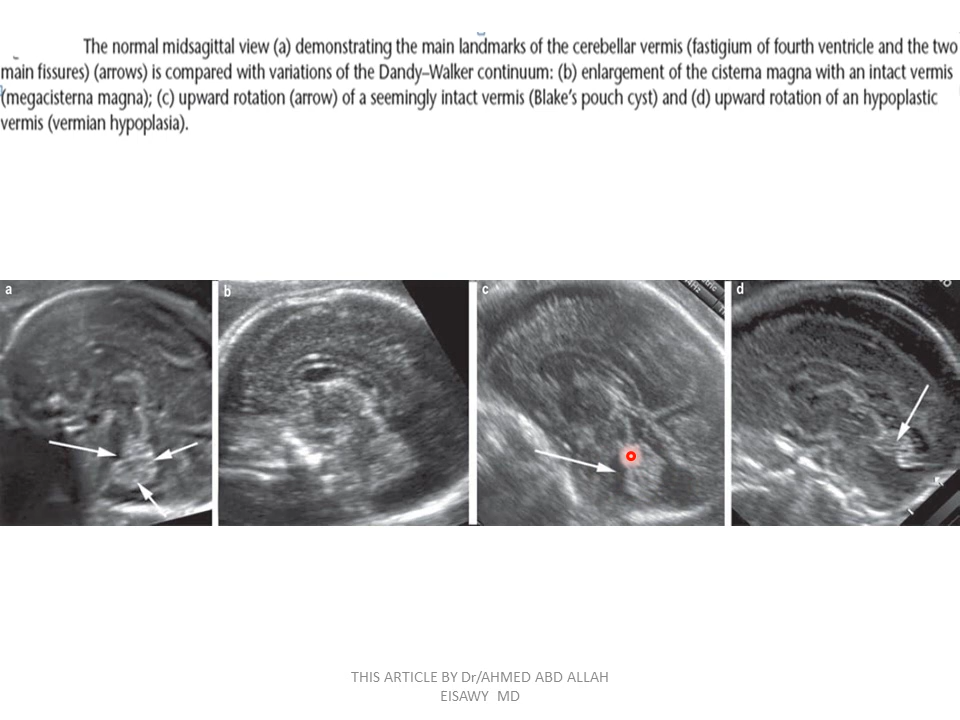 The normal midsagittal view (a) demonstrating the main landmarks of the cerebellar vermis (fastigium of fourth ventricle and the two
main fissures) (arrows) is compared with variations of the Dandy–Walker continuum: (b) enlargement of the cisterna magna with an intact vermis
(megacisterna magna); (c) upward rotation (arrow) of a seemingly intact vermis (Blake's pouch cyst) and (d) upward rotation of an hypoplastic
vermis (vermian hypoplasia).
a
b
c
d
THIS ARTICLE BY Dr/AHMED ABD ALLAH
EISAWY MD